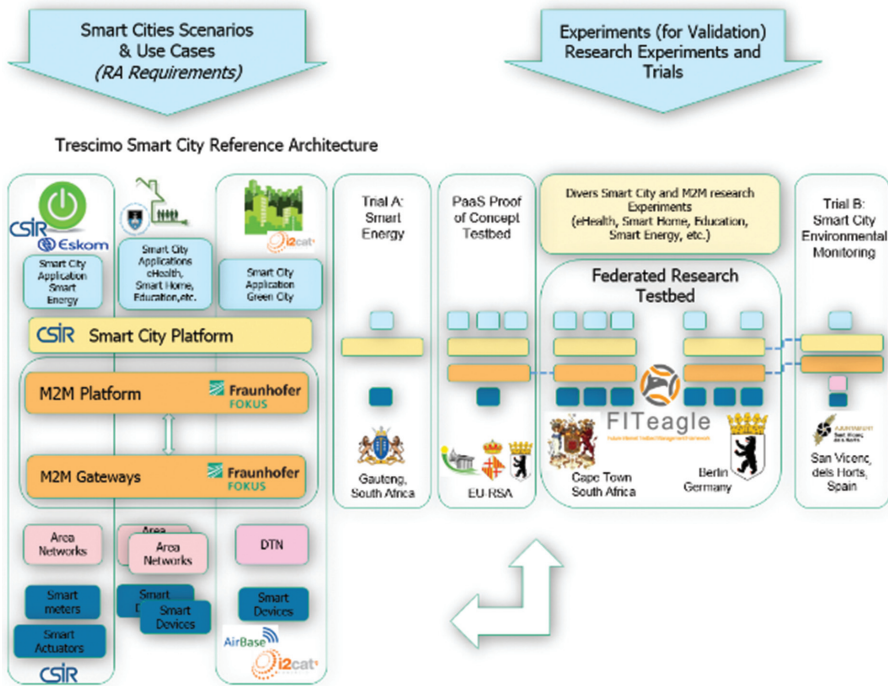 Smart Cities Scenarios
& Use Cases
(RA Requirements)
Experiments (for Validation)
Research Experiments and
Trials
Trescimo Smart City Reference Architecture
CSIR
Eskom
Smart City
Application
Smart
Energy
Smart City
Applications
eHealth,
Smart Home,
Education,etc.
i2cat
Smart City
Application
Green City
CSIR Smart City Platform
M2M Platform
Fraunhofer
FOKUS
M2M Gateways
Fraunhofer
FOKUS
Area
Networks
Area
Area
Networks
DTN
Smart
meters
Smart
Actuators
CSIR
Smart
D
Smart
Devices
Smart
Devices
AirBase
i2cat
Trial A:
Smart
Energy
Gauteng,
South Africa
PaaS Proof
of Concept
Testbed
EU-RSA
Divers Smart City and M2M research
Experiments
(eHealth, Smart Home, Education,
Smart Energy, etc.)
Federated Research
Testbed
FITeagle
Cape Town
South Africa
Berlin
Germany
Trial B:
Smart City
Environmental
Monitoring
San Vicenç,
dels Horts,
Spain